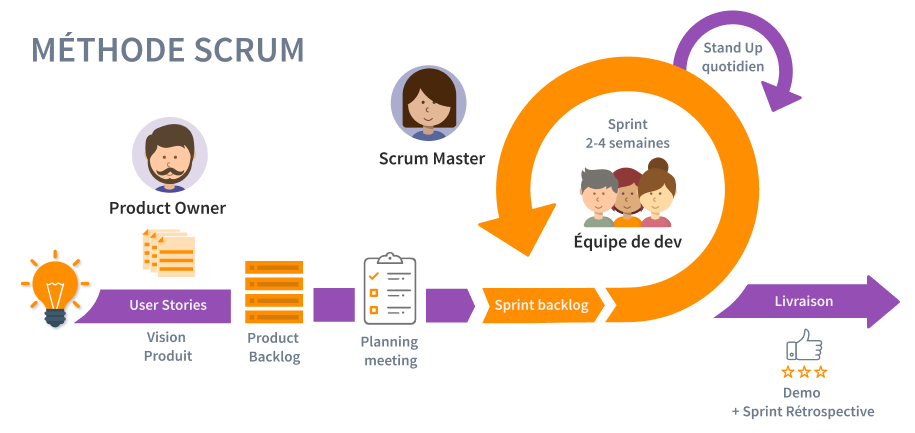 MÉTHODE SCRUM
Stand Up
quotidien
Sprint
2-4 semaines
Scrum Master
Product Owner
Équipe de dev
User Stories
Sprint backlog
Livraison
Vision
Produit
Product
Backlog
Planning
meeting
Demo
+ Sprint Rétrospective